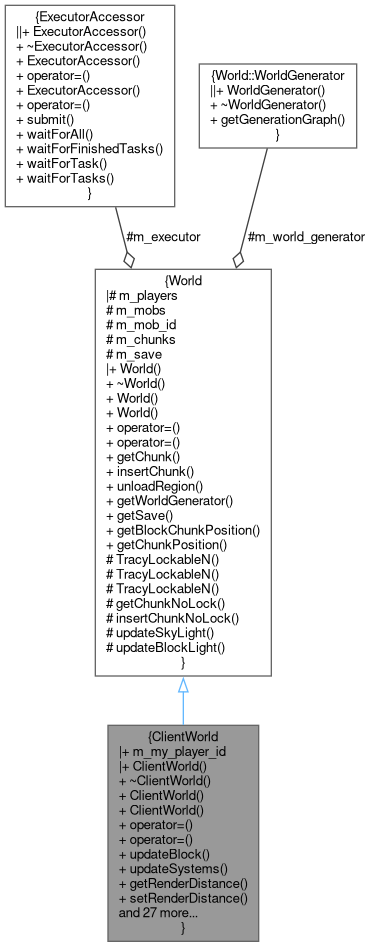 {ExecutorAccessor
||+ ExecutorAccessor()
+ ~ExecutorAccessor()
+ ExecutorAccessor()
+ operator=()
+ ExecutorAccessor()
+ operator=()
+ submit()
+ waitForAll()
+ waitForFinishedTasks()
+ waitForTask()
+ waitForTasks()
}
{World::WorldGenerator
||+ WorldGenerator()
+ ~WorldGenerator()
+ getGenerationGraph()
}
#m_executor
#m_world_generator
{World
|# m_players
# m_mobs
# m_mob_id
# m_chunks
# m_save
|+ World()
+ ~World()
+ World()
+ World()
+ operator=()
+ operator=()
+ getChunk()
+ insertChunk()
+ unloadRegion()
+ getWorldGenerator()
+ getSave()
+ getBlockChunkPosition()
+ getChunkPosition()
# TracyLockableN()
# TracyLockableN()
# TracyLockableN()
# getChunkNoLock()
# insertChunkNoLock()
# updateSkyLight()
# updateBlockLight()
}
{ClientWorld
|+ m_my_player_id
|+ ClientWorld()
+ ~ClientWorld()
+ ClientWorld()
+ ClientWorld()
+ operator=()
+ operator=()
+ updateBlock()
+ updateSystems()
+ getRenderDistance()
+ setRenderDistance()
and 27 more...
}